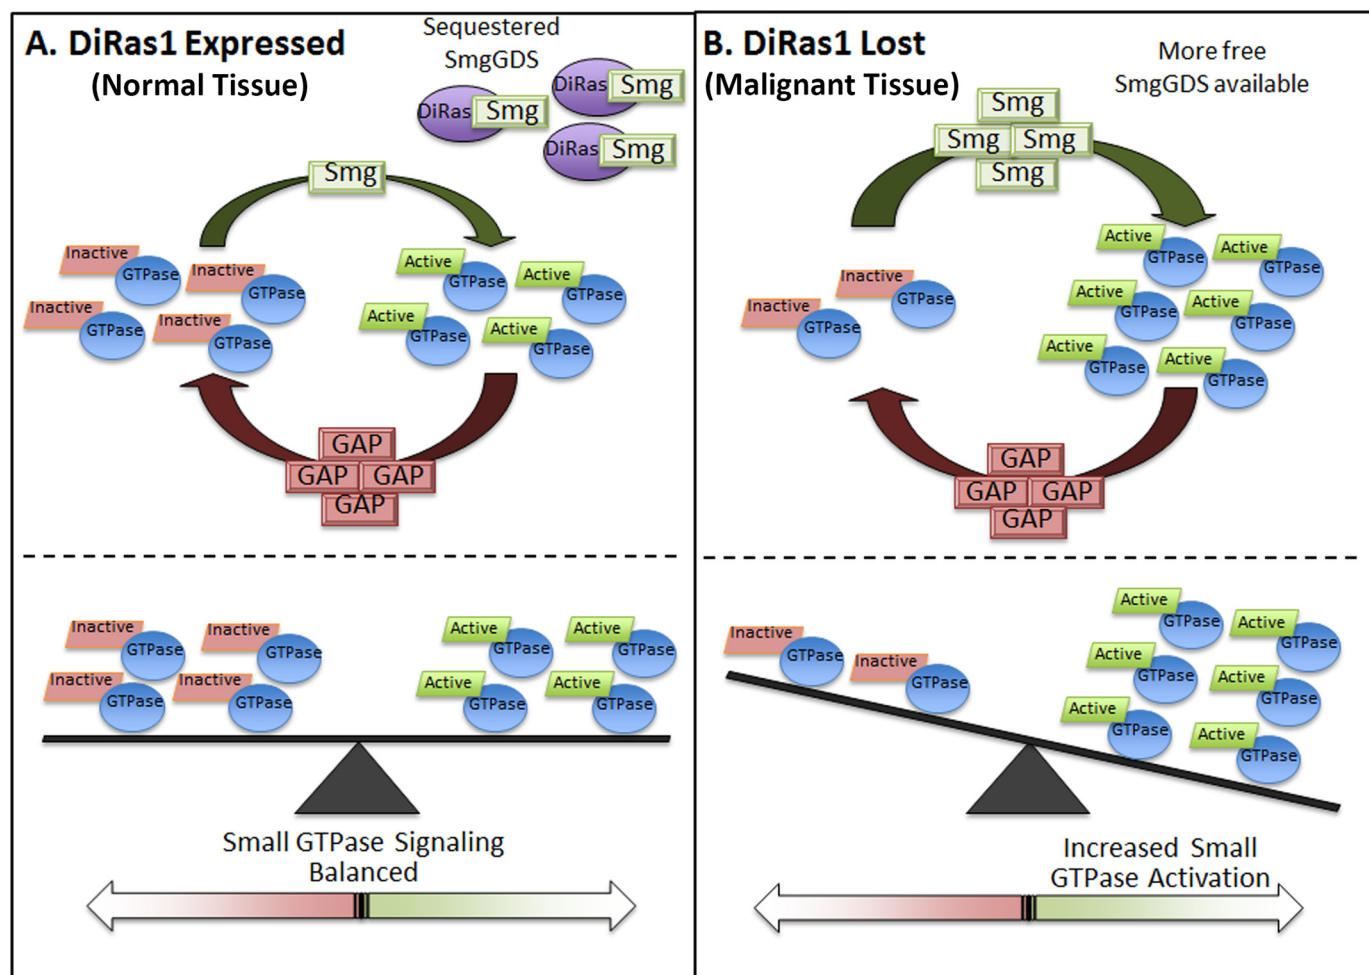 A. DiRas1 Expressed
(Normal Tissue)
Sequestered
SmgGDS
DiRas Smg
DiRas Smg
DiRas Smg
Smg
Inactive
GTPase
Inactive
GTPase
Inactive
GTPase
Inactive
GTPase
Active
GTPase
Active
GTPase
Active
GTPase
Active
GTPase
GAP
GAP GAP
GAP
Inactive
GTPase
Inactive
GTPase
Inactive
GTPase
Inactive
GTPase
Active
GTPase
Active
GTPase
Active
GTPase
Active
GTPase
Small GTPase Signaling
Balanced
B. DiRas1 Lost
(Malignant Tissue)
More free
SmgGDS available
Smg
Smg Smg
Smg
Inactive
GTPase
Inactive
GTPase
Active
GTPase
Active
GTPase
Active
GTPase
Active
GTPase
Active
GTPase
Active
GTPase
GAP
GAP GAP
GAP
Inactive
GTPase
Inactive
GTPase
Active
GTPase
Active
GTPase
Active
GTPase
Active
GTPase
Active
GTPase
Active
GTPase
Increased Small
GTPase Activation